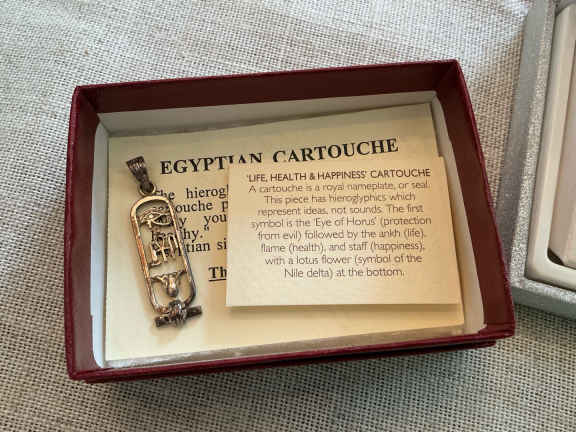 EGYPTIAN CARTOUCHE
'LIFE, HEALTH & HAPPINESS' CARTOUCHE
A cartouche is a royal nameplate, or seal.
This piece has hieroglyphics which
represent ideas, not sounds. The first
symbol is the 'Eye of Horus' (protection
from evil) followed by the ankh (life),
flame (health), and staff (happiness),
with a lotus flower (symbol of the
Nile delta) at the bottom.